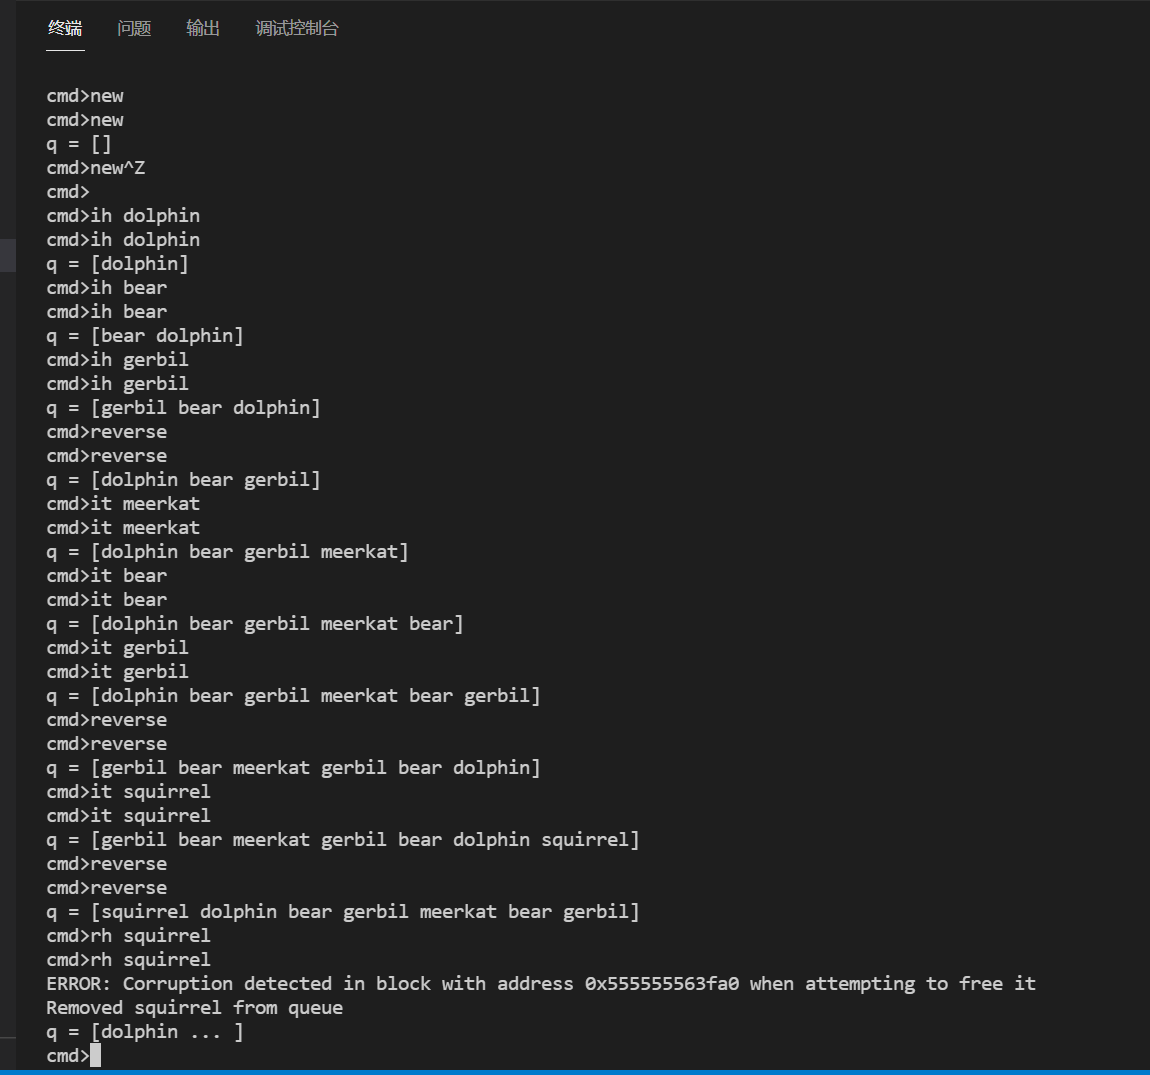 终端 问题 输出 调试控制台
cmd>new
cmd>new
q = []
cmd>new^Z
cmd>
cmd>ih dolphin
cmd>ih dolphin
q = [dolphin]
cmd>ih bear
cmd>ih bear
q = [bear dolphin]
cmd>ih gerbil
cmd>ih gerbil
q = [gerbil bear dolphin]
cmd>reverse
cmd>reverse
q = [dolphin bear gerbil]
cmd>it meerkat
cmd>it meerkat
q = [dolphin bear gerbil meerkat]
cmd>it bear
cmd>it bear
q = [dolphin bear gerbil meerkat bear]
cmd>it gerbil
cmd>it gerbil
q = [dolphin bear gerbil meerkat bear gerbil]
cmd>reverse
cmd>reverse
q = [gerbil bear meerkat gerbil bear dolphin]
cmd>it squirrel
cmd>it squirrel
q = [gerbil bear meerkat gerbil bear dolphin squirrel]
cmd>reverse
cmd>reverse
q = [squirrel dolphin bear gerbil meerkat bear gerbil]
cmd>rh squirrel
cmd>rh squirrel
ERROR: Corruption detected in block with address 0x555555563fa0 when attempting to free it
Removed squirrel from queue
q = [dolphin ... ]
cmd>